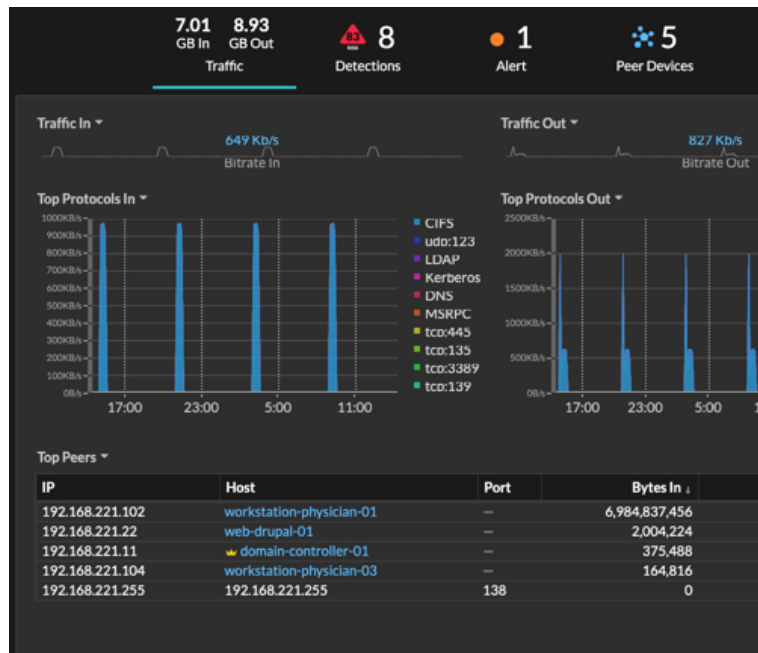 7.01 8.93 83 8 1 5
GB In GB Out RISK
Traffic Detections Alert Peer Devices
Traffic In Traffic Out
649 Kb/s 827 Kb/s
Bitrate In Bitrate Out
Top Protocols In Top Protocols Out
1000KB/s
900KB/s
800KB/s
700KB/s
600KB/s
500KB/s
400KB/s
300KB/s
200KB/s
100KB/s
0B/s
17:00 23:00 5:00 11:00
CIFS
udp:123
LDAP
Kerberos
DNS
MSRPC
tcp:445
tcp:135
tcp:3389
tcp:139
2500KB/s
2000KB/s
1500KB/s
1000KB/s
500KB/s
0B/s
17:00 23:00 5:00 1
Top Peers
IP Host Port Bytes In ↓
192.168.221.102 workstation-physician-01 — 6,984,837,456
192.168.221.22 web-drupal-01 — 2,004,224
192.168.221.11 domain-controller-01 — 375,488
192.168.221.104 workstation-physician-03 — 164,816
192.168.221.255 192.168.221.255 138 0